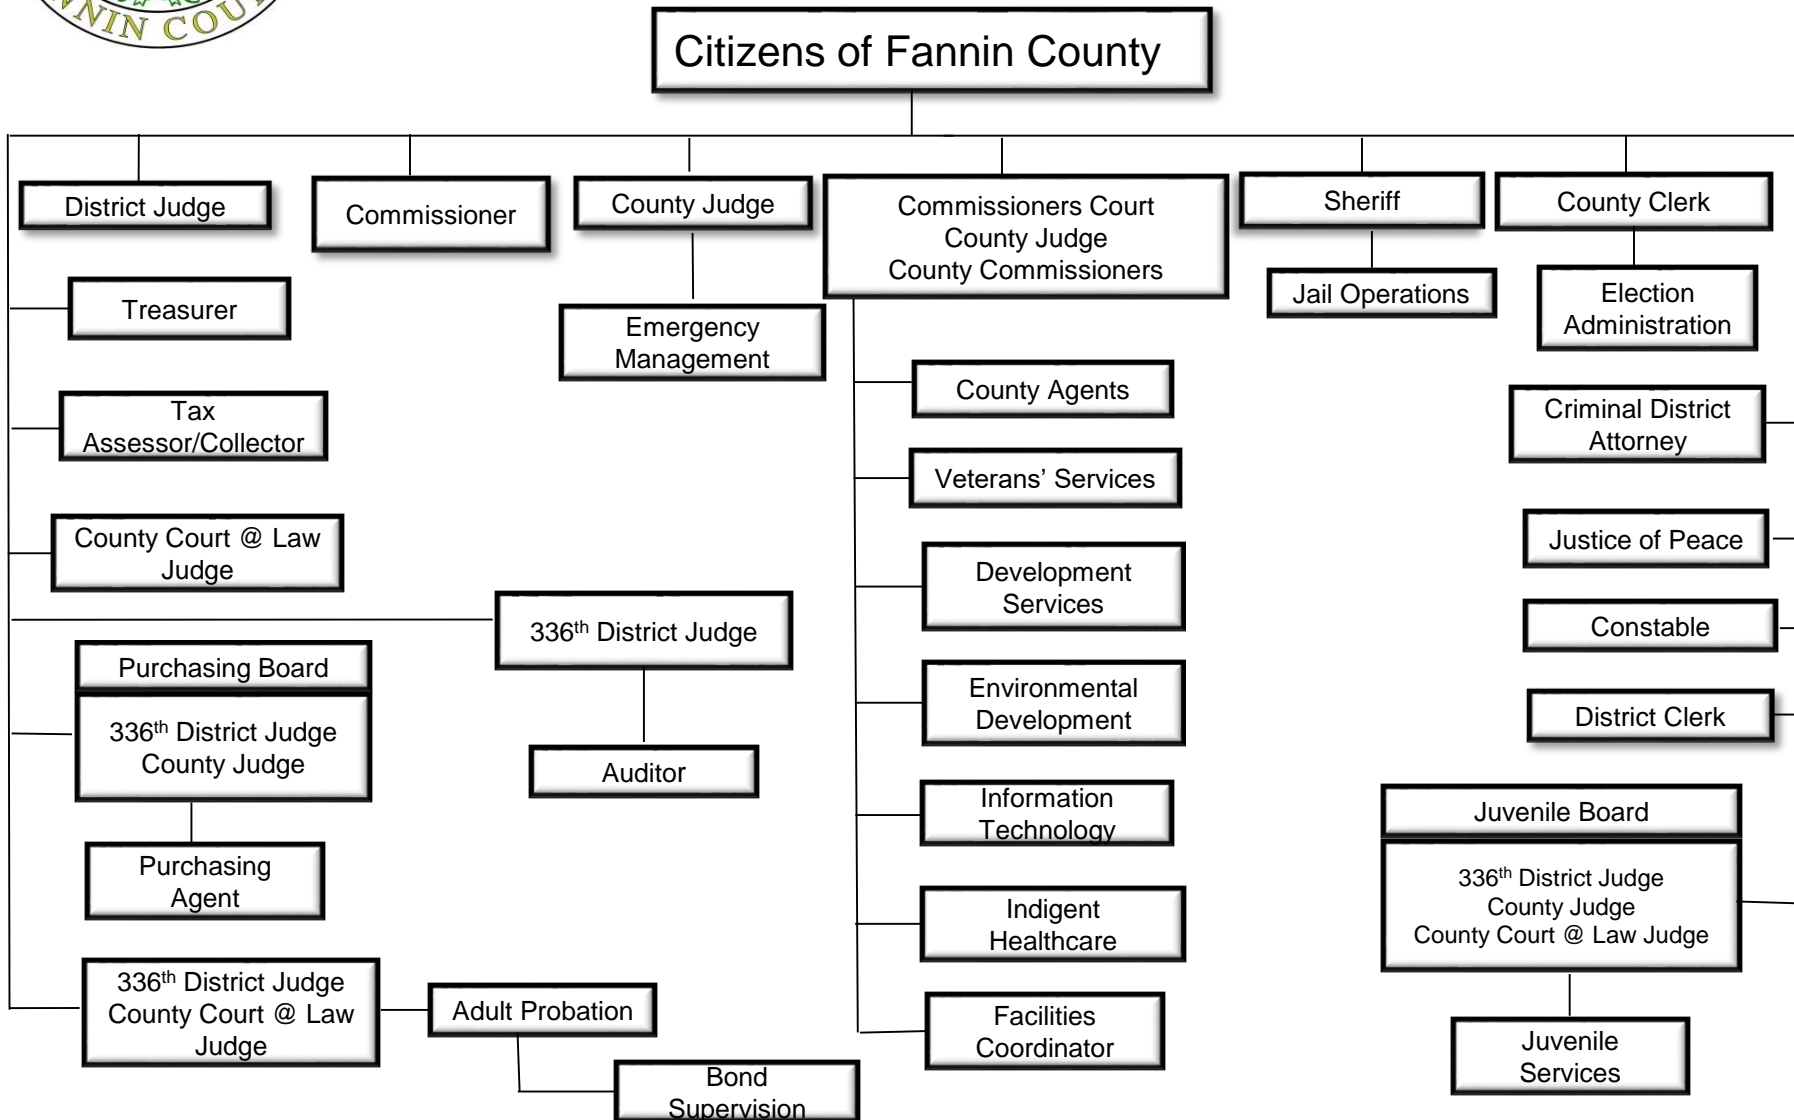 NNIN COU
Citizens of Fannin County
District Judge
Commissioner
County Judge
Commissioners Court
County Judge
County Commissioners
Sheriff
County Clerk
Treasurer
Emergency
Management
Jail Operations
Election
Administration
County Agents
Tax
Assessor/Collector
Criminal District
Attorney
Veterans’ Services
County Court @ Law
Judge
Development
Services
Justice of Peace
336th District Judge
Constable
Purchasing Board
336th District Judge
County Judge
Environmental
Development
District Clerk
Auditor
Information
Technology
Juvenile Board
336th District Judge
County Judge
County Court @ Law Judge
Purchasing
Agent
Indigent
Healthcare
336th District Judge
County Court @ Law
Judge
Adult Probation
Facilities
Coordinator
Juvenile
Services
Bond
Supervision